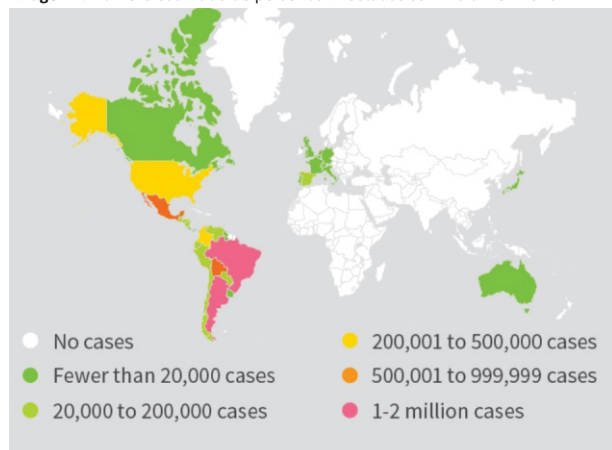 No cases
Fewer than 20,000 cases
20,000 to 200,000 cases
200,001 to 500,000 cases
500,001 to 999,999 cases
1-2 million cases